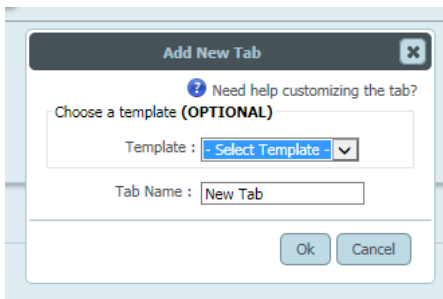 Add New Tab
Need help customizing the tab?
Choose a template (OPTIONAL)
Template : - Select Template -
Tab Name : New Tab
Ok Cancel